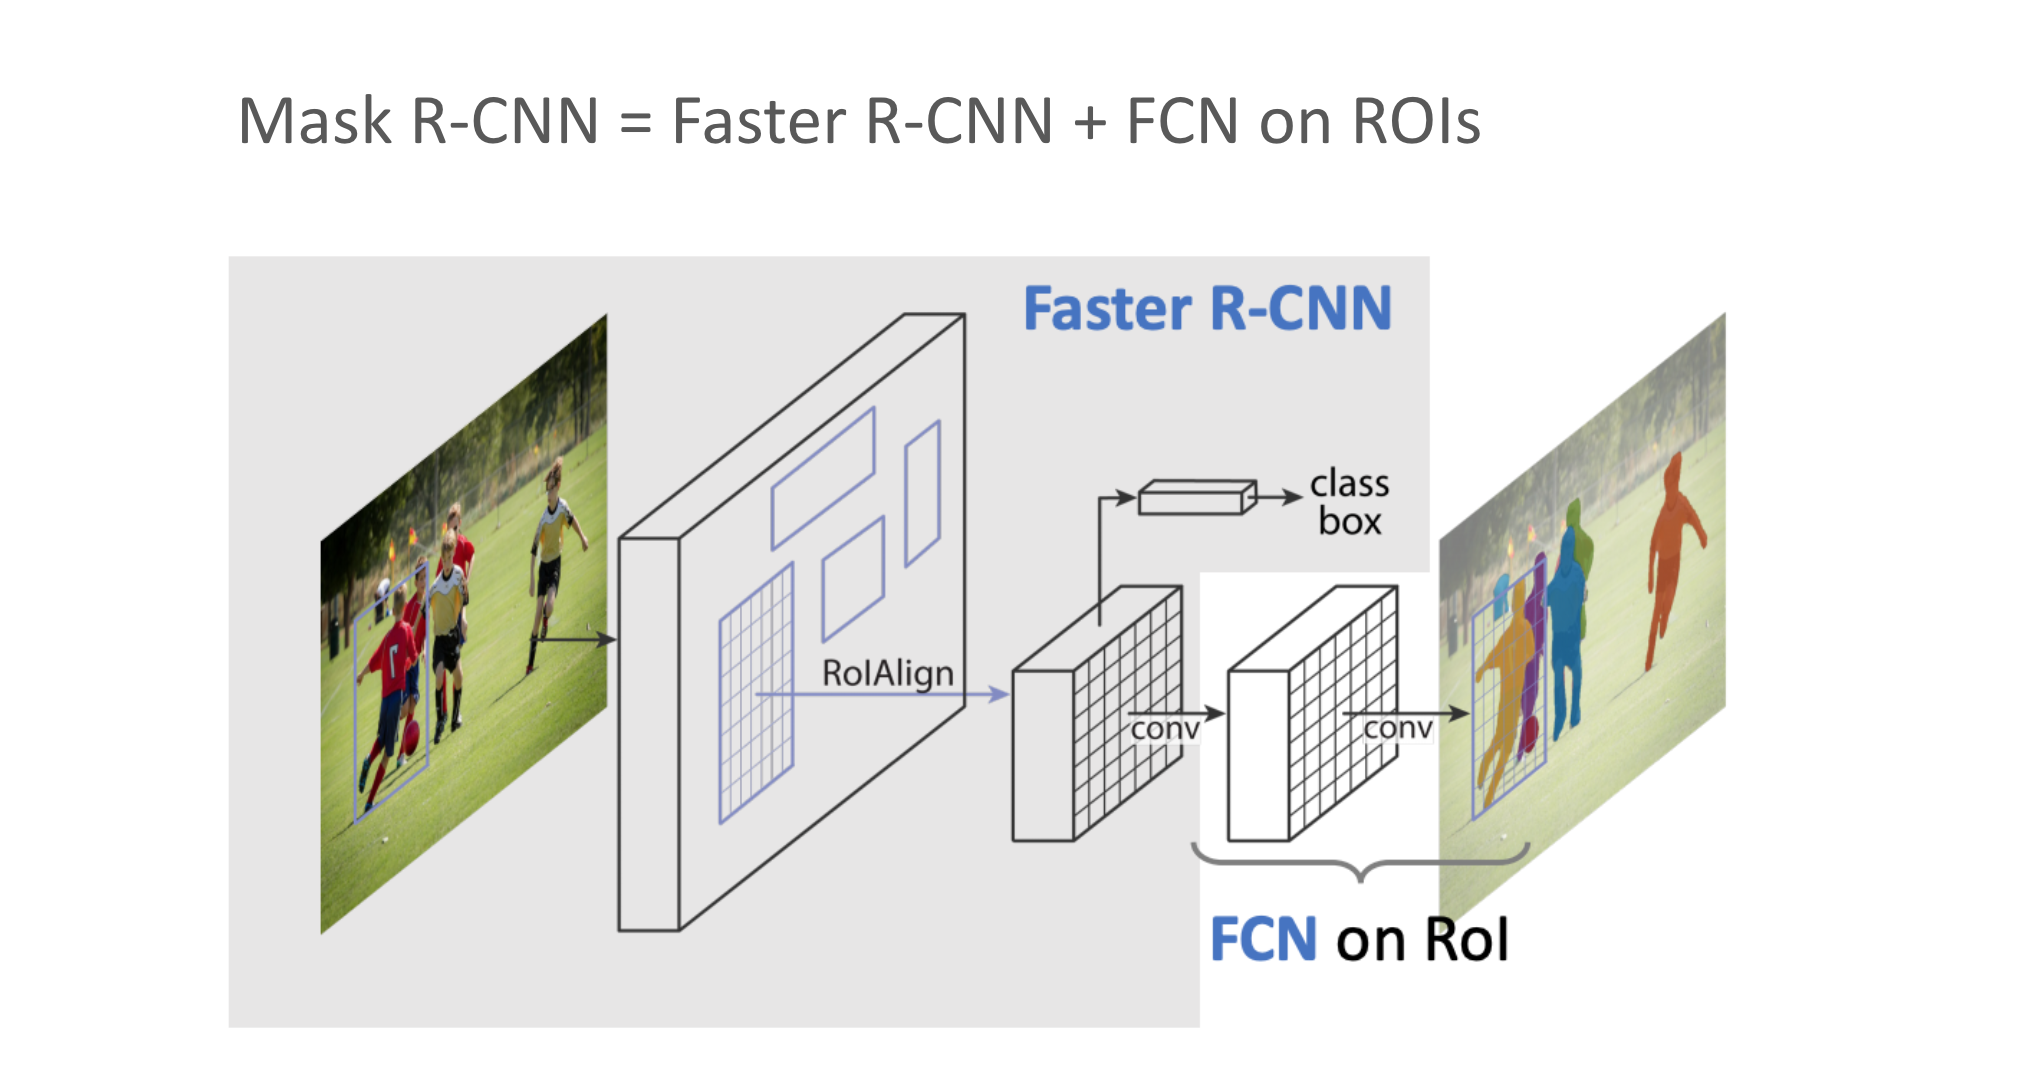 Mask R-CNN = Faster R-CNN + FCN on ROIs
Faster R-CNN
class
box
RoIAlign
conv
conv
FCN on RoI